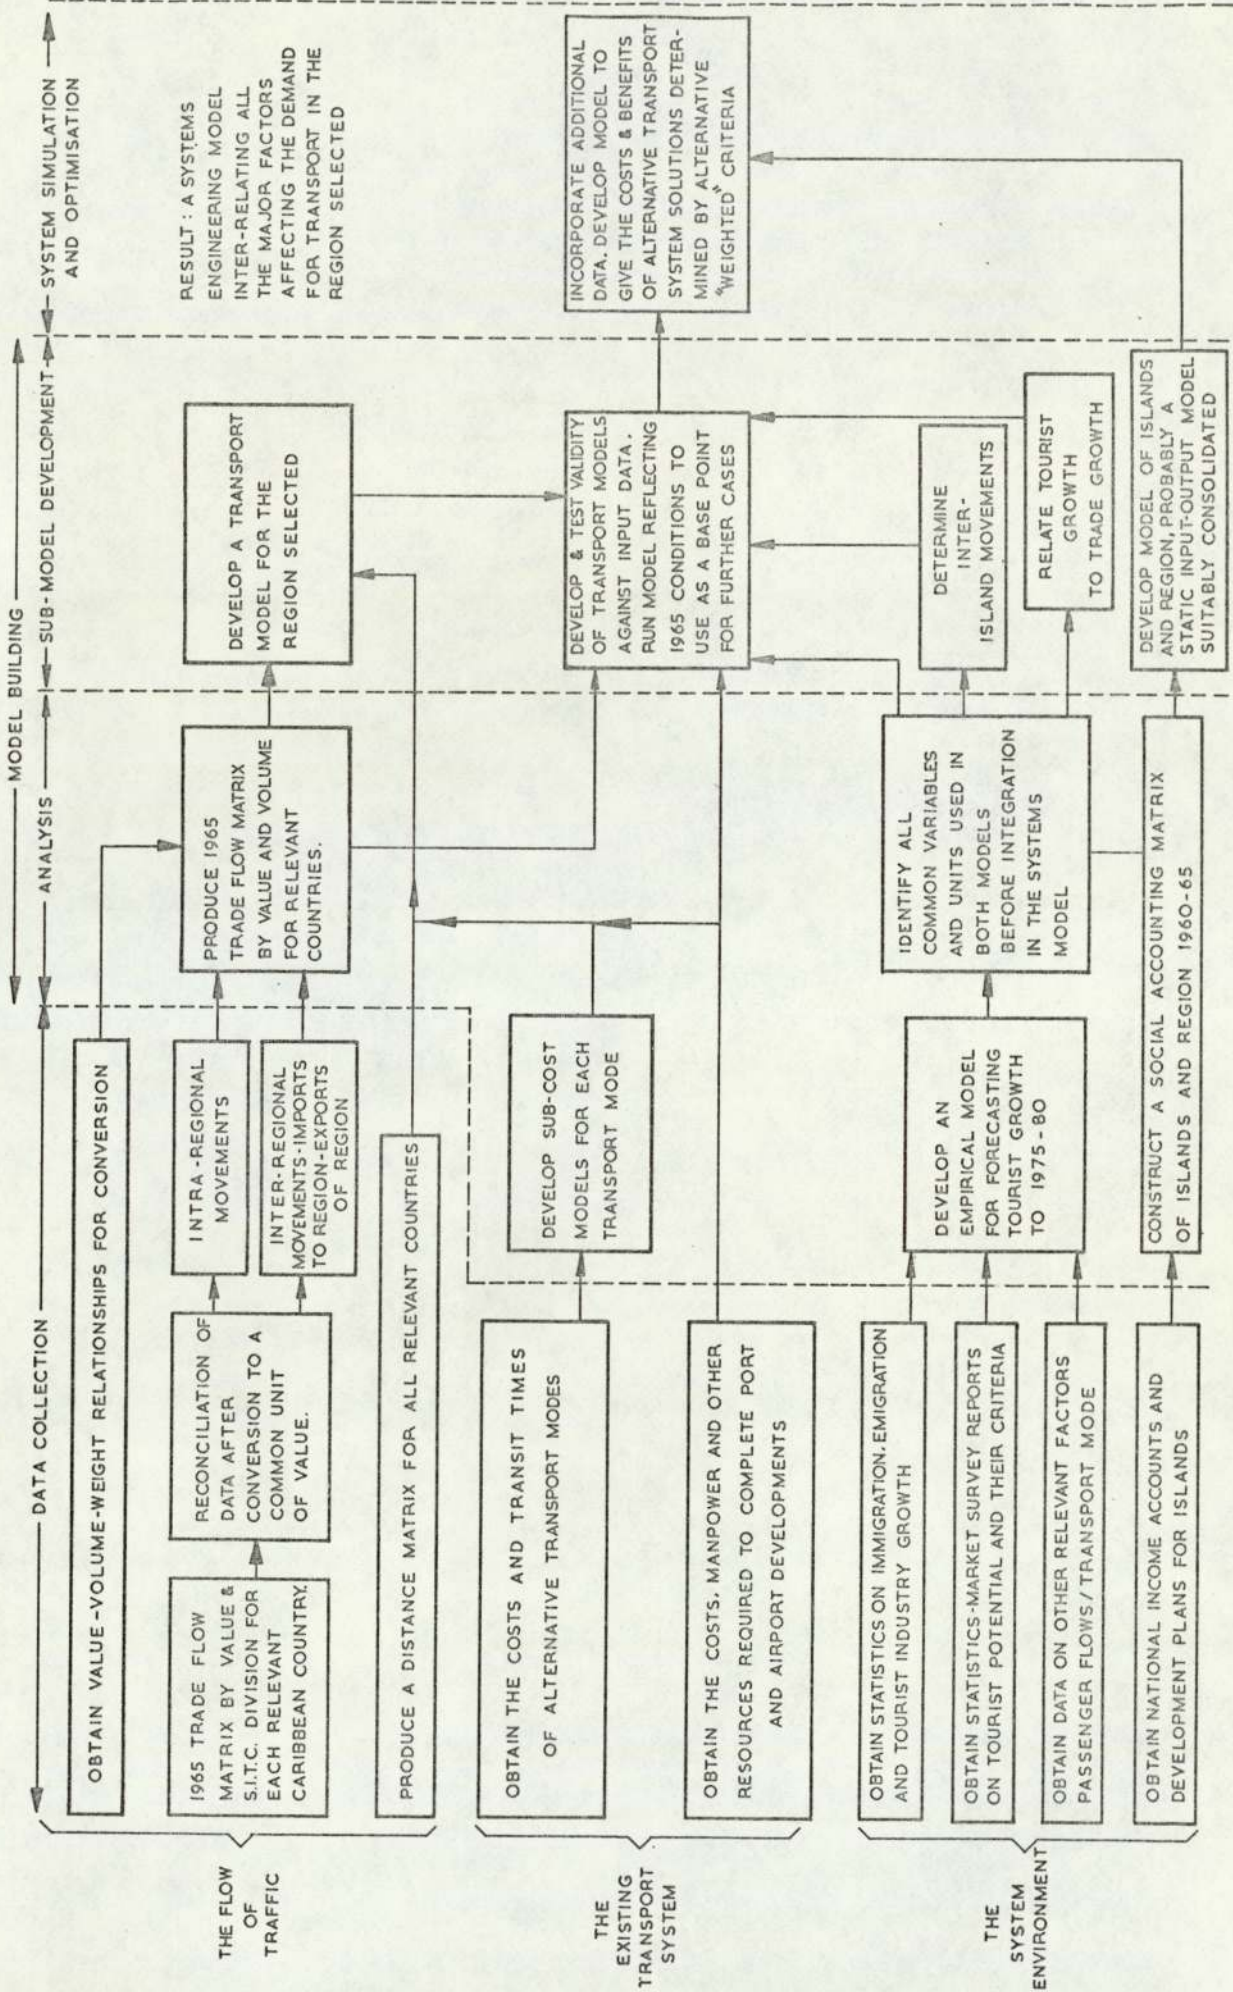 DATA COLLECTION
MODEL BUILDING
ANALYSIS
SUB-MODEL DEVELOPMENT
SYSTEM SIMULATION
AND OPTIMISATION
THE FLOW
OF
TRAFFIC
OBTAIN VALUE-VOLUME-WEIGHT RELATIONSHIPS FOR CONVERSION
1965 TRADE FLOW
MATRIX BY VALUE &
S.I.T.C. DIVISION FOR
EACH RELEVANT
CARIBBEAN COUNTRY.
RECONCILIATION OF
DATA AFTER
CONVERSION TO A
COMMON UNIT
OF VALUE.
INTRA-REGIONAL
MOVEMENTS
INTER-REGIONAL
MOVEMENTS-IMPORTS
TO REGION-EXPORTS
OF REGION
PRODUCE 1965
TRADE FLOW MATRIX
BY VALUE AND VOLUME
FOR RELEVANT
COUNTRIES.
DEVELOP A TRANSPORT
MODEL FOR THE
REGION SELECTED
RESULT : A SYSTEMS
ENGINEERING MODEL
INTER-RELATING ALL
THE MAJOR FACTORS
AFFECTING THE DEMAND
FOR TRANSPORT IN THE
REGION SELECTED
PRODUCE A DISTANCE MATRIX FOR ALL RELEVANT COUNTRIES
THE
EXISTING
TRANSPORT
SYSTEM
OBTAIN THE COSTS AND TRANSIT TIMES
OF ALTERNATIVE TRANSPORT MODES
DEVELOP SUB-COST
MODELS FOR EACH
TRANSPORT MODE
DEVELOP & TEST VALIDITY
OF TRANSPORT MODELS
AGAINST INPUT DATA.
RUN MODEL REFLECTING
1965 CONDITIONS TO
USE AS A BASE POINT
FOR FURTHER CASES
INCORPORATE ADDITIONAL
DATA. DEVELOP MODEL TO
GIVE THE COSTS & BENEFITS
OF ALTERNATIVE TRANSPORT
SYSTEM SOLUTIONS DETER-
MINED BY ALTERNATIVE
"WEIGHTED" CRITERIA
OBTAIN THE COSTS, MANPOWER AND OTHER
RESOURCES REQUIRED TO COMPLETE PORT
AND AIRPORT DEVELOPMENTS
THE
SYSTEM
ENVIRONMENT
OBTAIN STATISTICS ON IMMIGRATION, EMIGRATION
AND TOURIST INDUSTRY GROWTH
OBTAIN STATISTICS-MARKET SURVEY REPORTS
ON TOURIST POTENTIAL AND THEIR CRITERIA
OBTAIN DATA ON OTHER RELEVANT FACTORS
PASSENGER FLOWS/TRANSPORT MODE
OBTAIN NATIONAL INCOME ACCOUNTS AND
DEVELOPMENT PLANS FOR ISLANDS
DEVELOP AN
EMPIRICAL MODEL
FOR FORECASTING
TOURIST GROWTH
TO 1975-80
IDENTIFY ALL
COMMON VARIABLES
AND UNITS USED IN
BOTH MODELS
BEFORE INTEGRATION
IN THE SYSTEMS
MODEL
DETERMINE
INTER-
ISLAND MOVEMENTS
RELATE TOURIST
GROWTH
TO TRADE GROWTH
CONSTRUCT A SOCIAL ACCOUNTING MATRIX
OF ISLANDS AND REGION 1960-65
DEVELOP MODEL OF ISLANDS
AND REGION, PROBABLY A
STATIC INPUT-OUTPUT MODEL
SUITABLY CONSOLIDATED